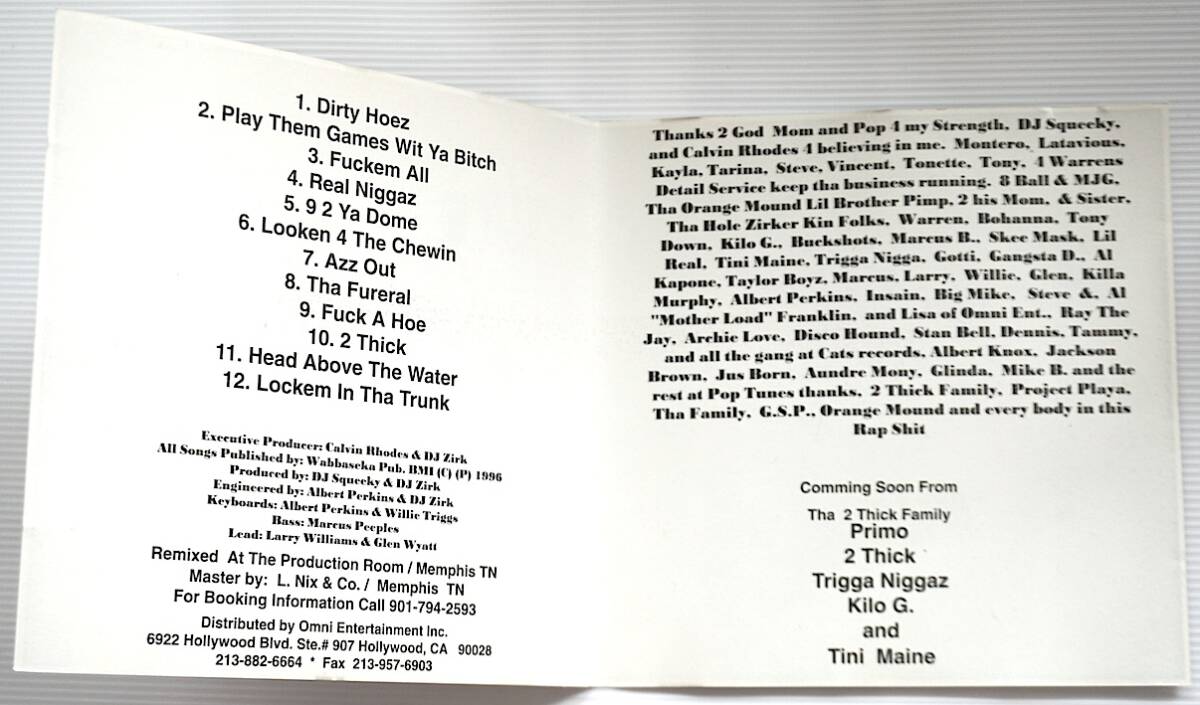 1. Dirty Hoez
2. Play Them Games Wit Ya Bitch
3. Fuckem All
4. Real Niggaz
5. 9 2 Ya Dome
6. Looken 4 The Chewin
7. Azz Out
8. Tha Fureral
9. Fuck A Hoe
10. 2 Thick
11. Head Above The Water
12. Lockem In Tha Trunk
Executive Producer: Calvin Rhodes & DJ Zirk
All Songs Published by: Wabbaseka Pub. BMI (C) (P) 1996
Produced by: DJ Squeeky & DJ Zirk
Engineered by: Albert Perkins & DJ Zirk
Keyboards: Albert Perkins & Willie Triggs
Bass: Marcus Peeples
Lead: Larry Williams & Glen Wyatt
Remixed At The Production Room / Memphis TN
Master by: L. Nix & Co. / Memphis TN
For Booking Information Call 901-794-2593
Distributed by Omni Entertainment Inc.
6922 Hollywood Blvd. Ste.# 907 Hollywood, CA 90028
213-882-6664 * Fax 213-957-6903
Thanks 2 God Mom and Pop 4 my Strength, DJ Squeeky,
and Calvin Rhodes 4 believing in me. Montero, Latavious,
Kayla, Tarina, Steve, Vincent, Tonette, Tony, 4 Warrens
Detail Service keep tha business running. 8 Ball & MJG,
Tha Orange Mound Lil Brother Pimp, 2 his Mom, & Sister,
Tha Hole Zirker Kin Folks, Warren, Bohanna, Tony
Down, Kilo G., Buckshots, Marcus B., Skee Mask, Lil
Real, Tini Maine, Trigga Nigga, Gotti, Gangsta D., Al
Kapone, Taylor Boyz, Marcus, Larry, Willie, Glen, Killa
Murphy, Albert Perkins, Insain, Big Mike, Steve &, Al
"Mother Load" Franklin, and Lisa of Omni Ent., Ray The
Jay, Archie Love, Disco Hound, Stan Bell, Dennis, Tammy,
and all the gang at Cats records, Albert Knox, Jackson
Brown, Jus Born, Aundre Mony, Glinda, Mike B. and the
rest at Pop Tunes thanks, 2 Thick Family, Project Playa,
Tha Family, G.S.P., Orange Mound and every body in this
Rap Shit
Comming Soon From
Tha 2 Thick Family
Primo
2 Thick
Trigga Niggaz
Kilo G.
and
Tini Maine